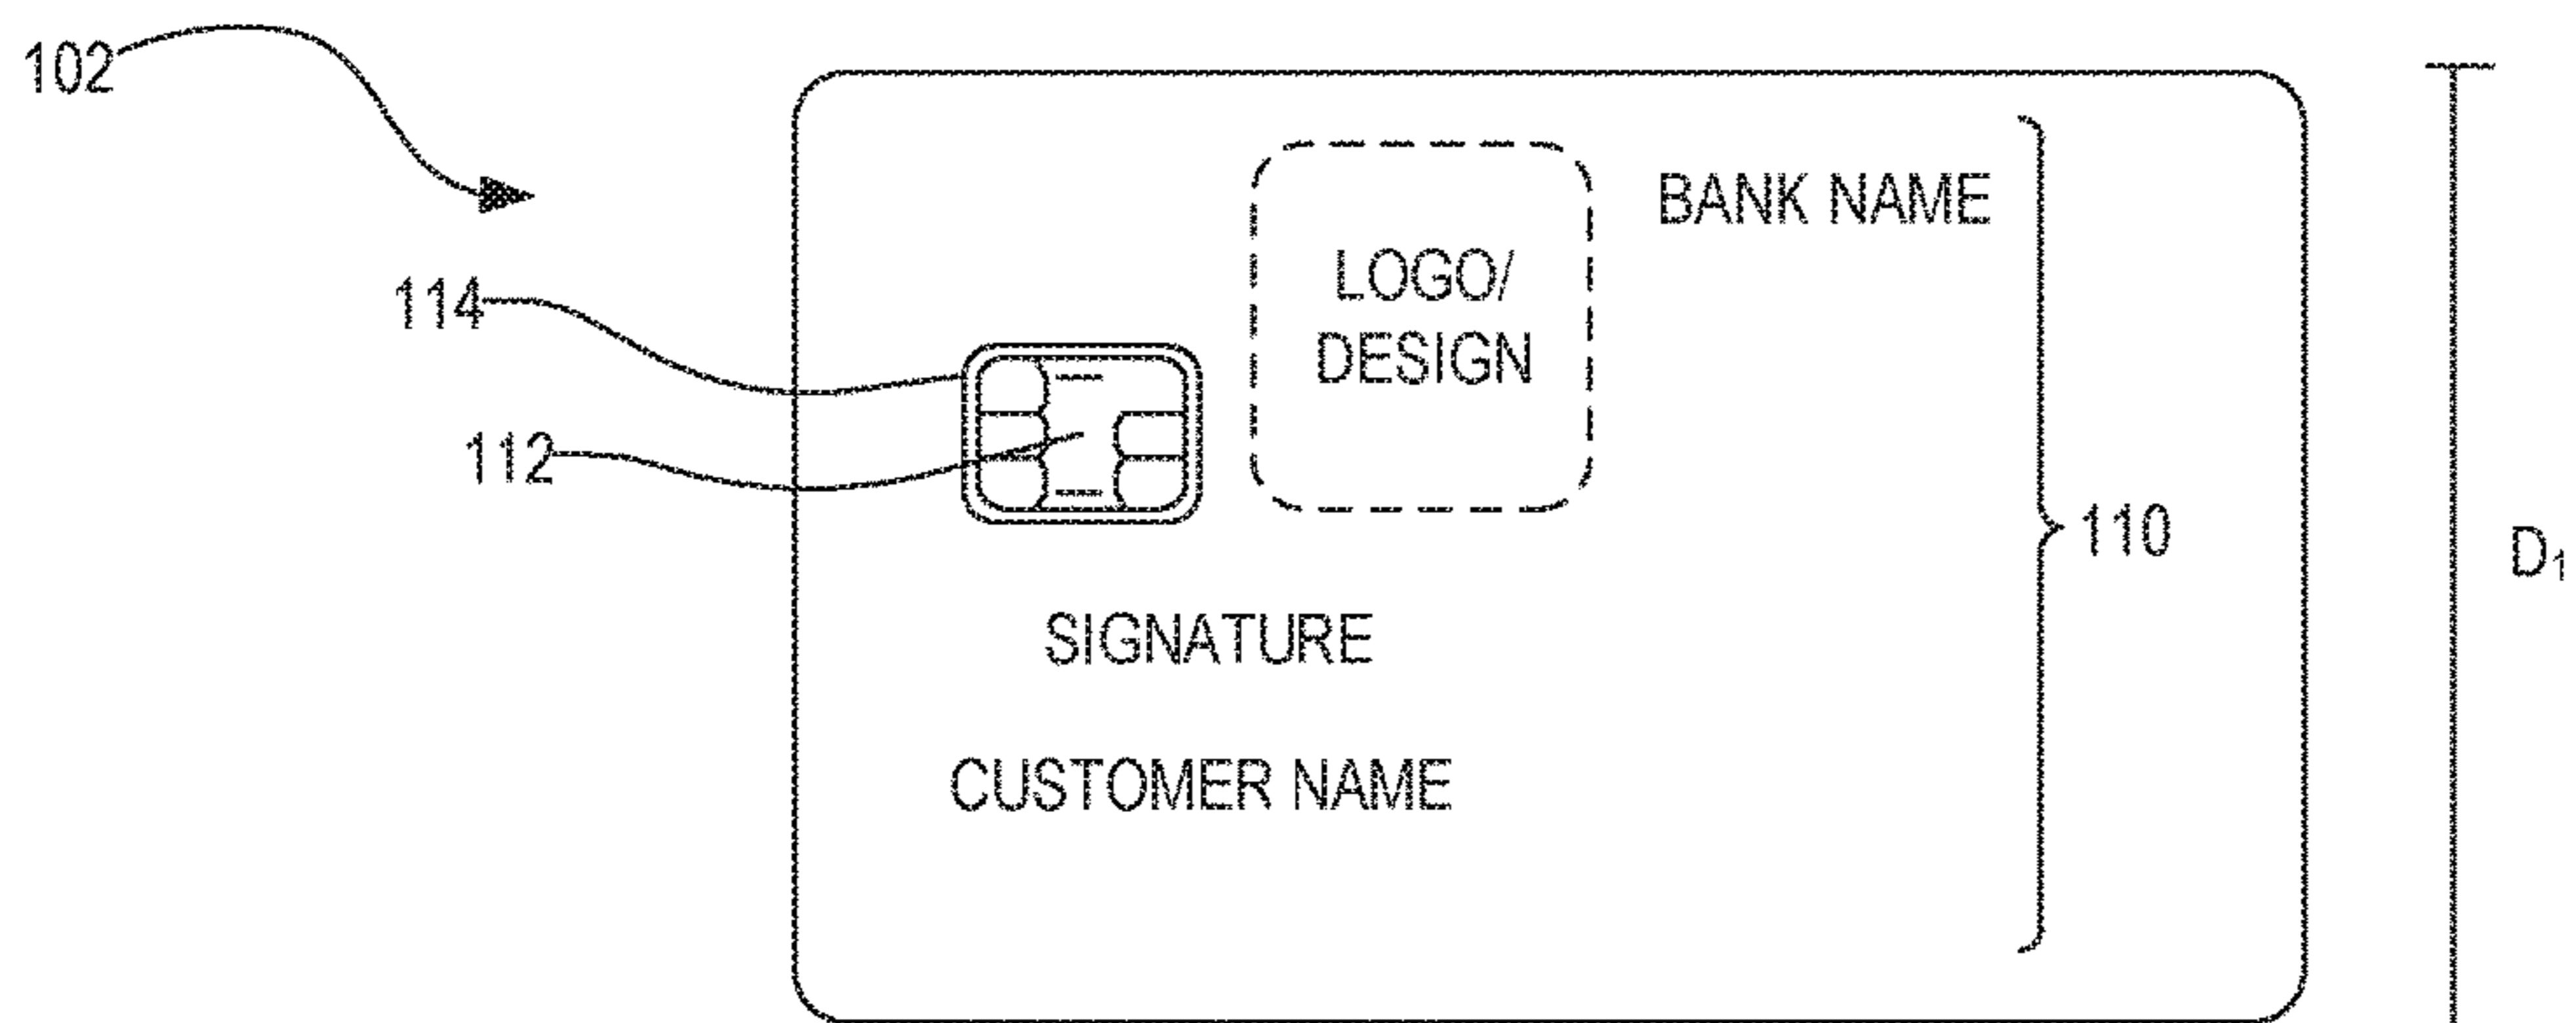 102
BANK NAME
LOGO/
DESIGN
114
112
110
D₁
SIGNATURE
CUSTOMER NAME